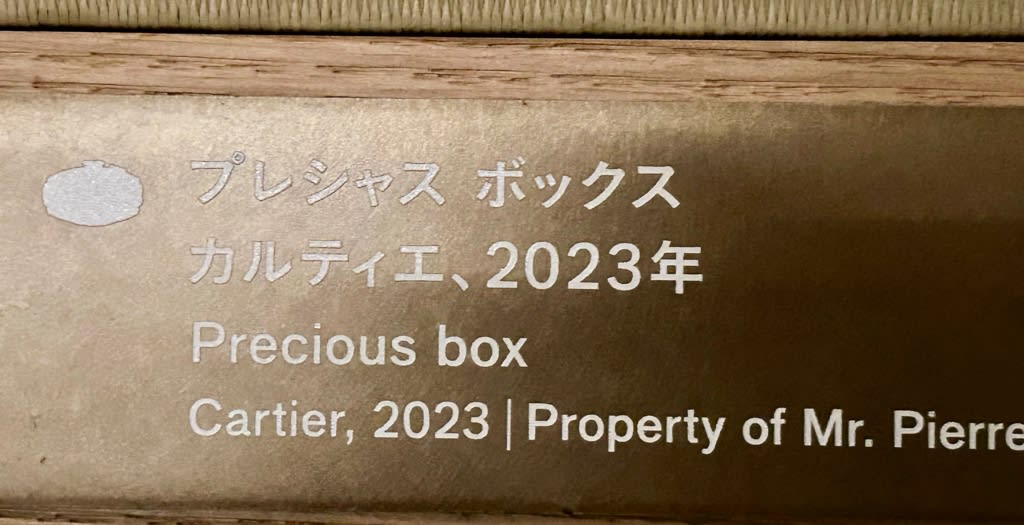 プレシャス ボックス
カルティエ、2023年
Precious box
Cartier, 2023 | Property of Mr. Pierre